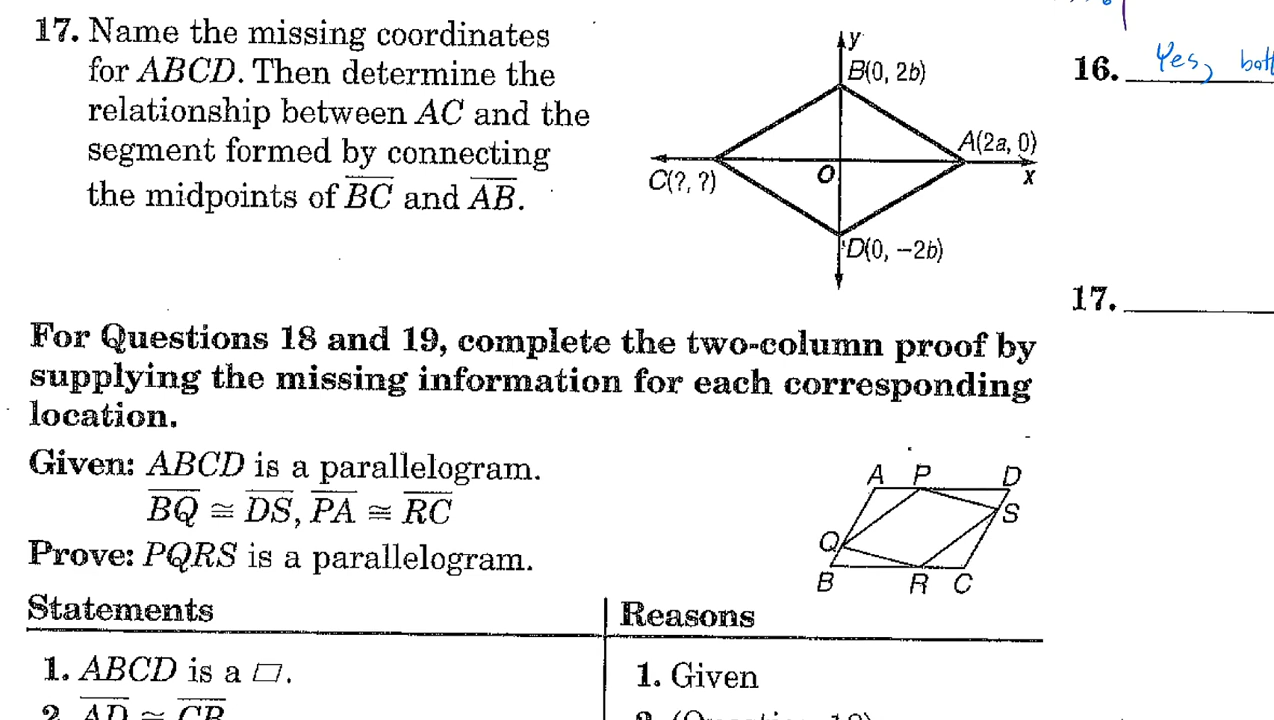 17. Name the missing coordinates
for ABCD. Then determine the
relationship between AC and the
segment formed by connecting
the midpoints of BC and AB.
y
B(0, 2b)
A(2a, 0)
C(?, ?)
O
x
D(0, −2b)
16. Yes,
17.
For Questions 18 and 19, complete the two-column proof by
supplying the missing information for each corresponding
location.
Given: ABCD is a parallelogram.
BQ ≅ DS, PA ≅ RC
Prove: PQRS is a parallelogram.
A P D
S
Q
B R C
Statements Reasons
1. ABCD is a ▱. 1. Given
2. AD ≅ CB